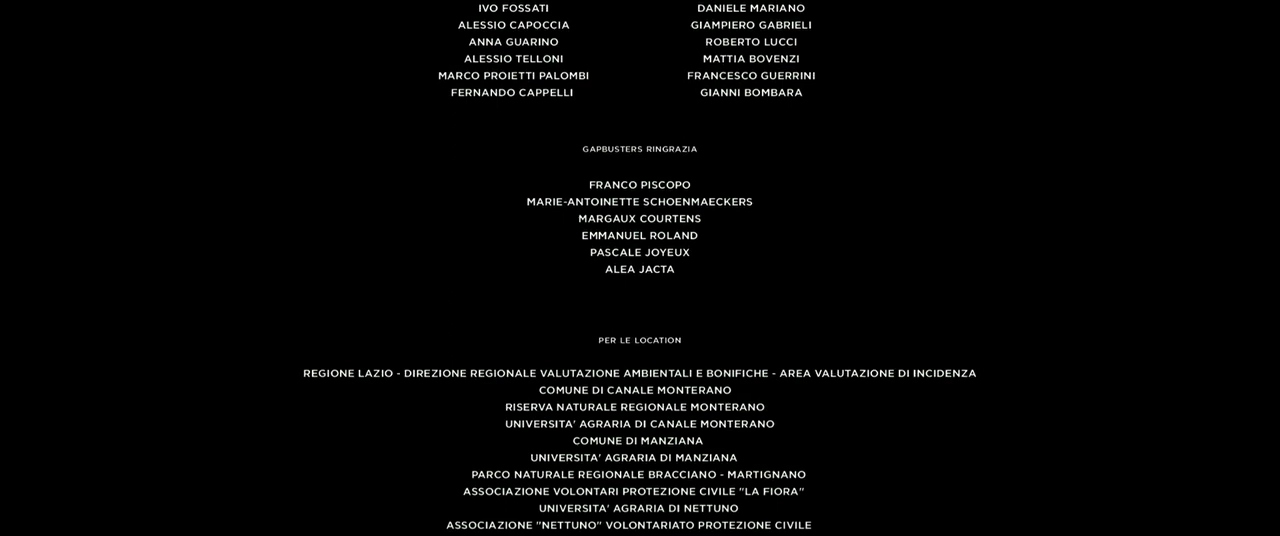 IVO FOSSATI DANIELE MARIANO
ALESSIO CAPOCCIA GIAMPIERO GABRIELI
ANNA GUARINO ROBERTO LUCCI
ALESSIO TELLONI MATTIA BOVENZI
MARCO PROIETTI PALOMBI FRANCESCO GUERRINI
FERNANDO CAPPELLI GIANNI BOMBARA
GAPBUSTERS RINGRAZIA
FRANCO PISCOPO
MARIE-ANTOINETTE SCHOENMAECKERS
MARGAUX COURTENS
EMMANUEL ROLAND
PASCALE JOYEUX
ALEA JACTA
PER LE LOCATION
REGIONE LAZIO - DIREZIONE REGIONALE VALUTAZIONE AMBIENTALI E BONIFICHE - AREA VALUTAZIONE DI INCIDENZA
COMUNE DI CANALE MONTERANO
RISERVA NATURALE REGIONALE MONTERANO
UNIVERSITA' AGRARIA DI CANALE MONTERANO
COMUNE DI MANZIANA
UNIVERSITA' AGRARIA DI MANZIANA
PARCO NATURALE REGIONALE BRACCIANO - MARTIGNANO
ASSOCIAZIONE VOLONTARI PROTEZIONE CIVILE "LA FIORA"
UNIVERSITA' AGRARIA DI NETTUNO
ASSOCIAZIONE "NETTUNO" VOLONTARIATO PROTEZIONE CIVILE